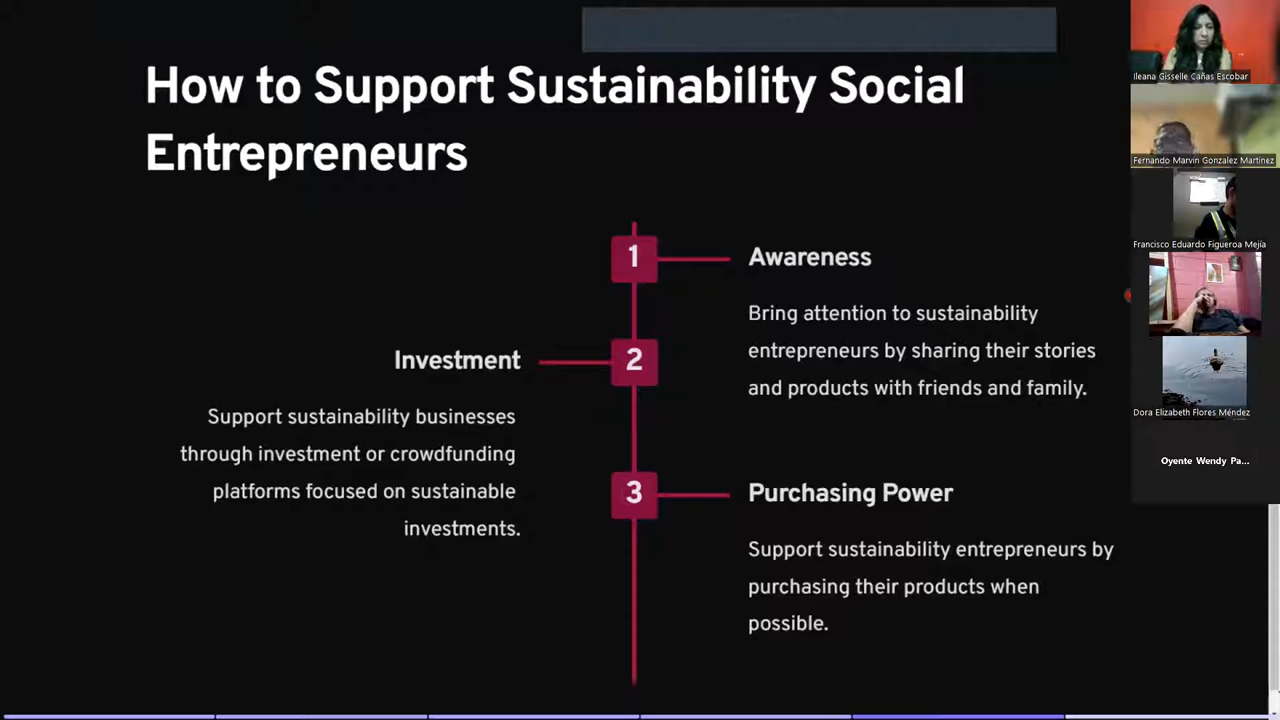 How to Support Sustainability Social
Entrepreneurs
1
Awareness
Bring attention to sustainability
entrepreneurs by sharing their stories
and products with friends and family.
Investment
2
Support sustainability businesses
through investment or crowdfunding
platforms focused on sustainable
investments.
3
Purchasing Power
Support sustainability entrepreneurs by
purchasing their products when
possible.
Ileana Gisselle Cañas Escobar
Fernando Marvin Gonzalez Martinez
Francisco Eduardo Figueroa Mejía
Dora Elizabeth Flores Méndez
Oyente Wendy Pa...